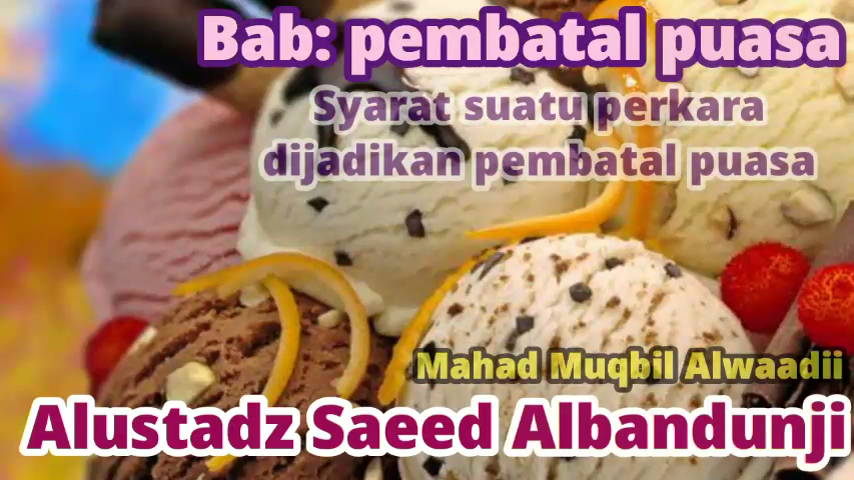 Bab: pembatal puasa
Syarat suatu perkara
dijadikan pembatal puasa
Mahad Muqbil Alwaadii
Alustadz Saeed Albandunji